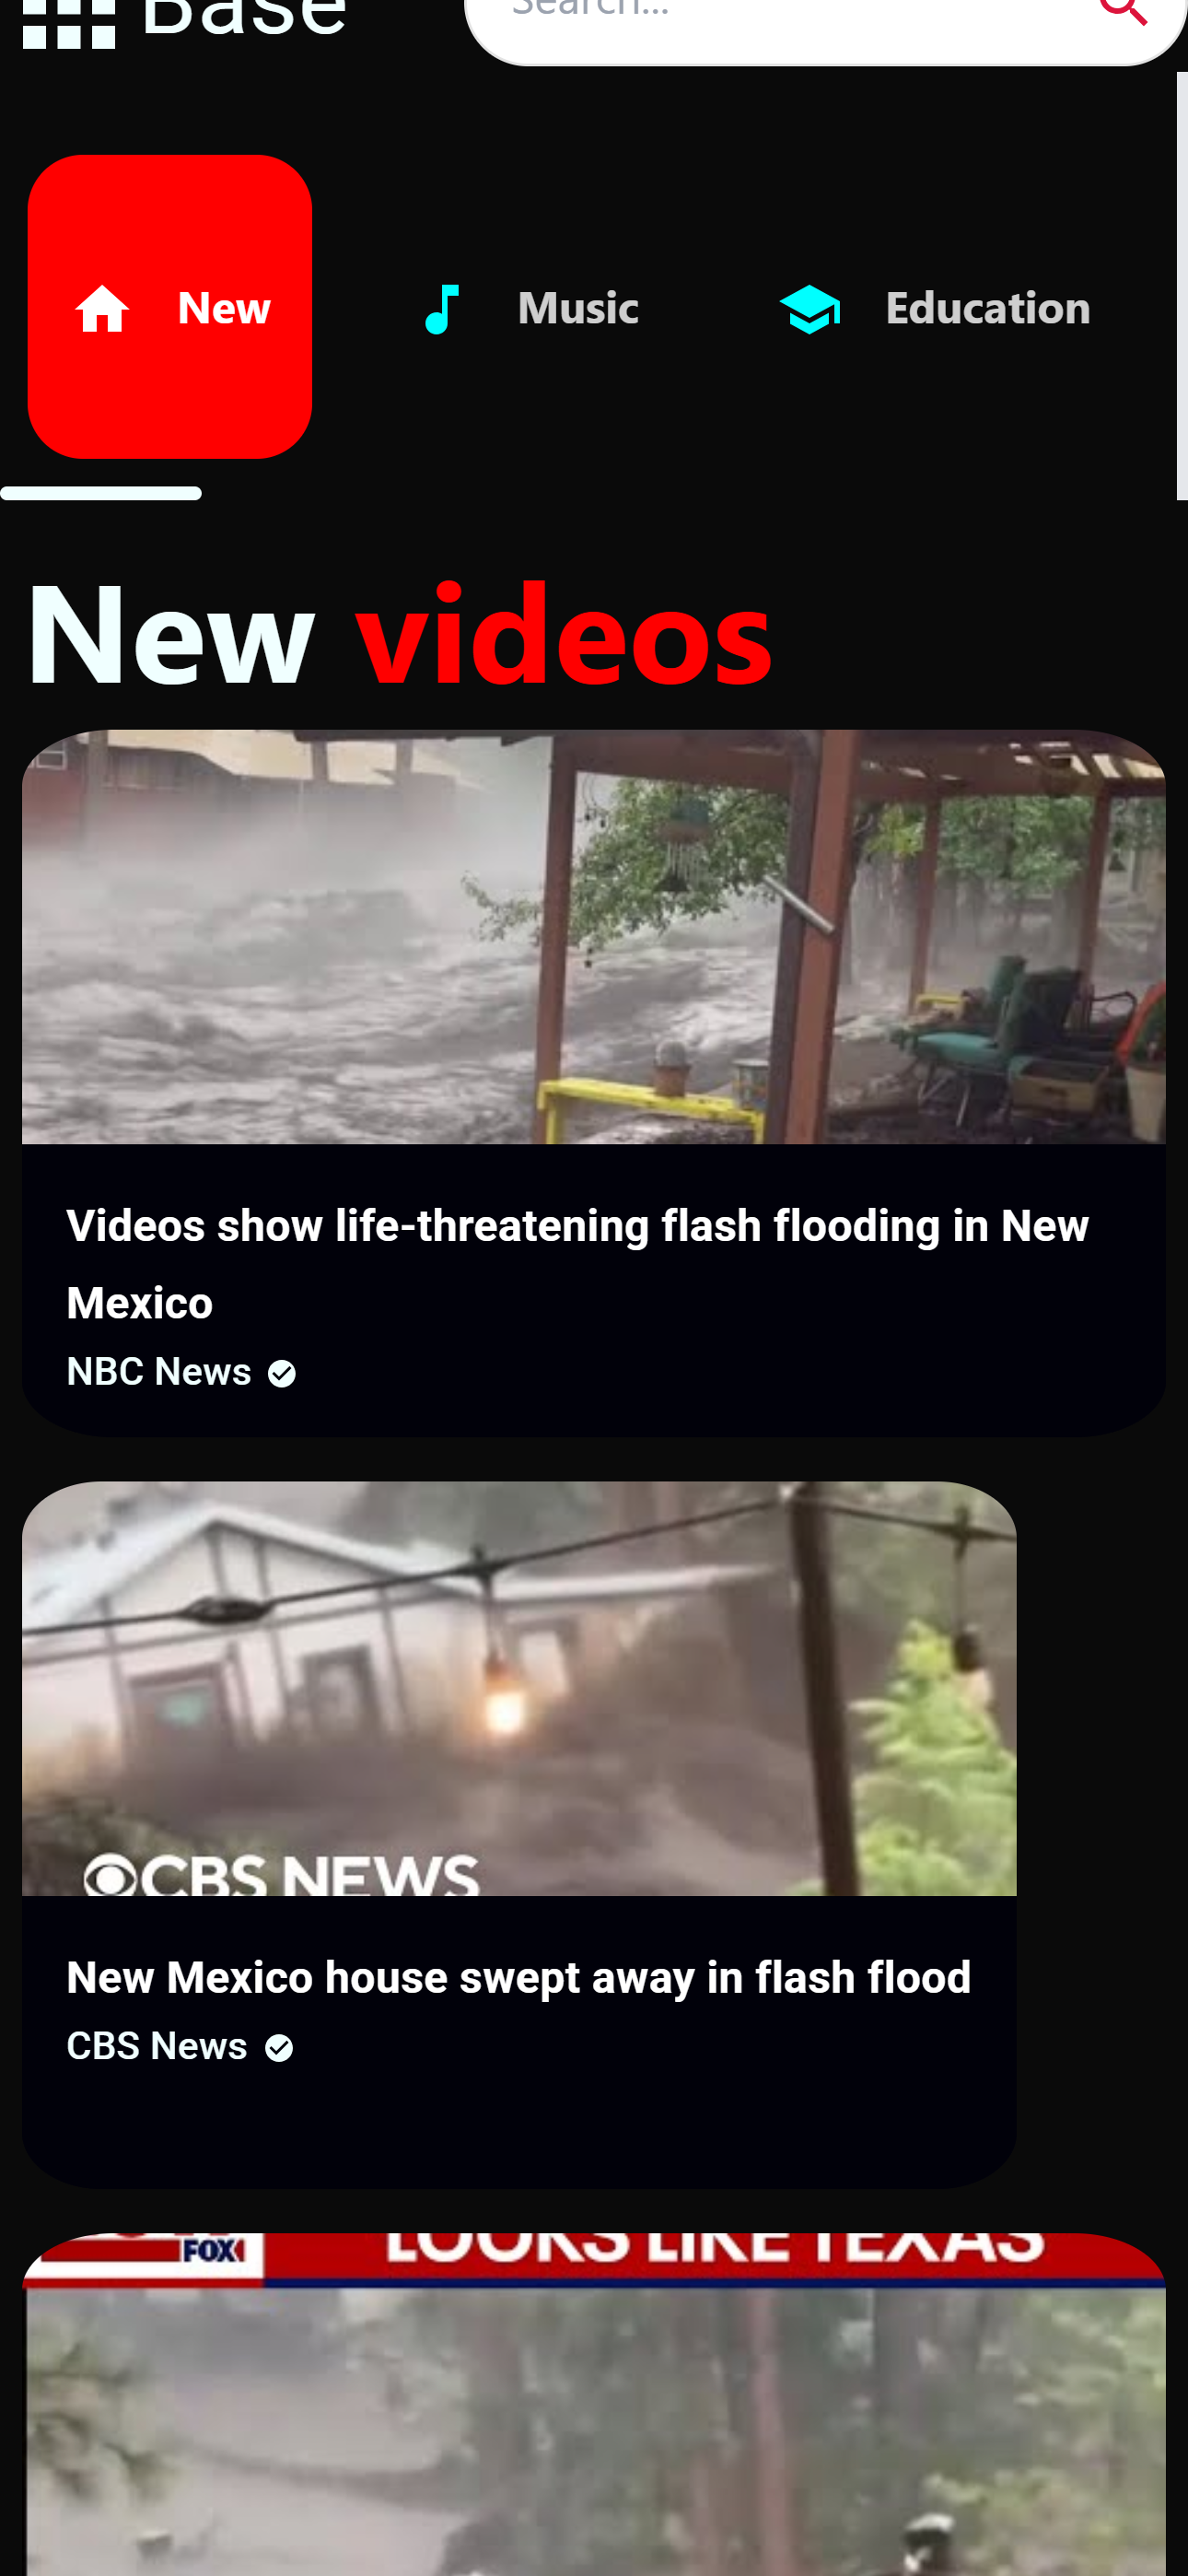 Base
Search...
New
Music
Education
New videos
Videos show life-threatening flash flooding in New
Mexico
NBC News
CBS NEWS
New Mexico house swept away in flash flood
CBS News
LOOKS LIKE TEXAS
FOX